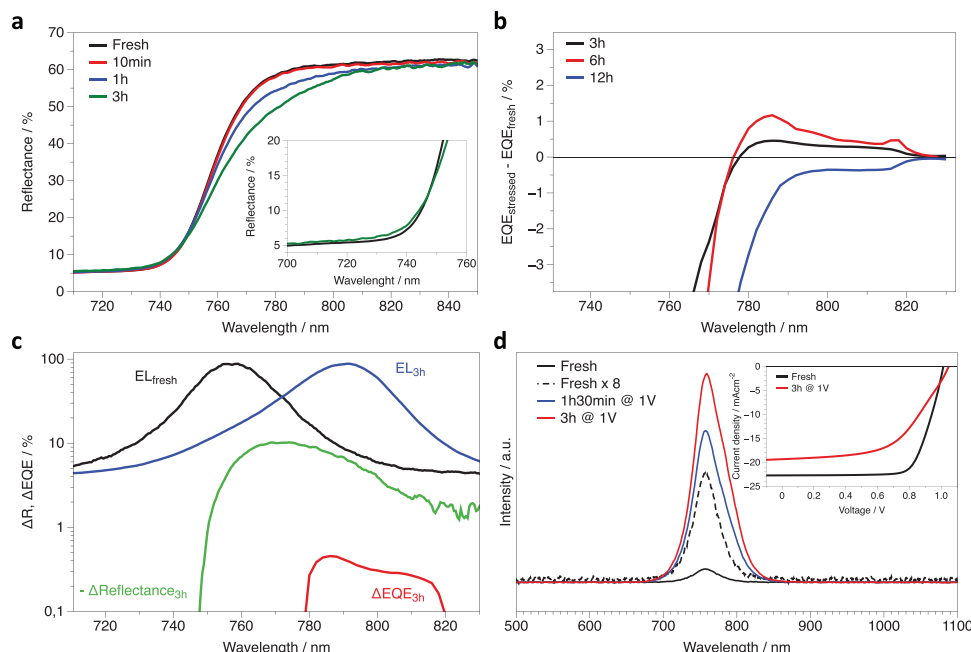 a
70
60
50
40
30
20
10
0
Reflectance / %
Fresh
10min
1h
3h
20
15
10
5
Reflectance / %
700 720 740 760
Wavelenght / nm
720 740 760 780 800 820 840
Wavelength / nm
b
3
2
1
0
−1
−2
−3
EQEstressed - EQEfresh / %
3h
6h
12h
740 760 780 800 820
Wavelength / nm
c
100
10
1
0,1
ΔR, ΔEQE / %
ELfresh
EL3h
- ΔReflectance3h
ΔEQE3h
720 740 760 780 800 820
Wavelength / nm
d
Intensity / a.u.
Fresh
Fresh x 8
1h30min @ 1V
3h @ 1V
Fresh
3h @ 1V
0
−5
−10
−15
−20
−25
Current density / mAcm-2
0 0.2 0.4 0.6 0.8 1.0
Voltage / V
500 600 700 800 900 1000 1100
Wavelength / nm